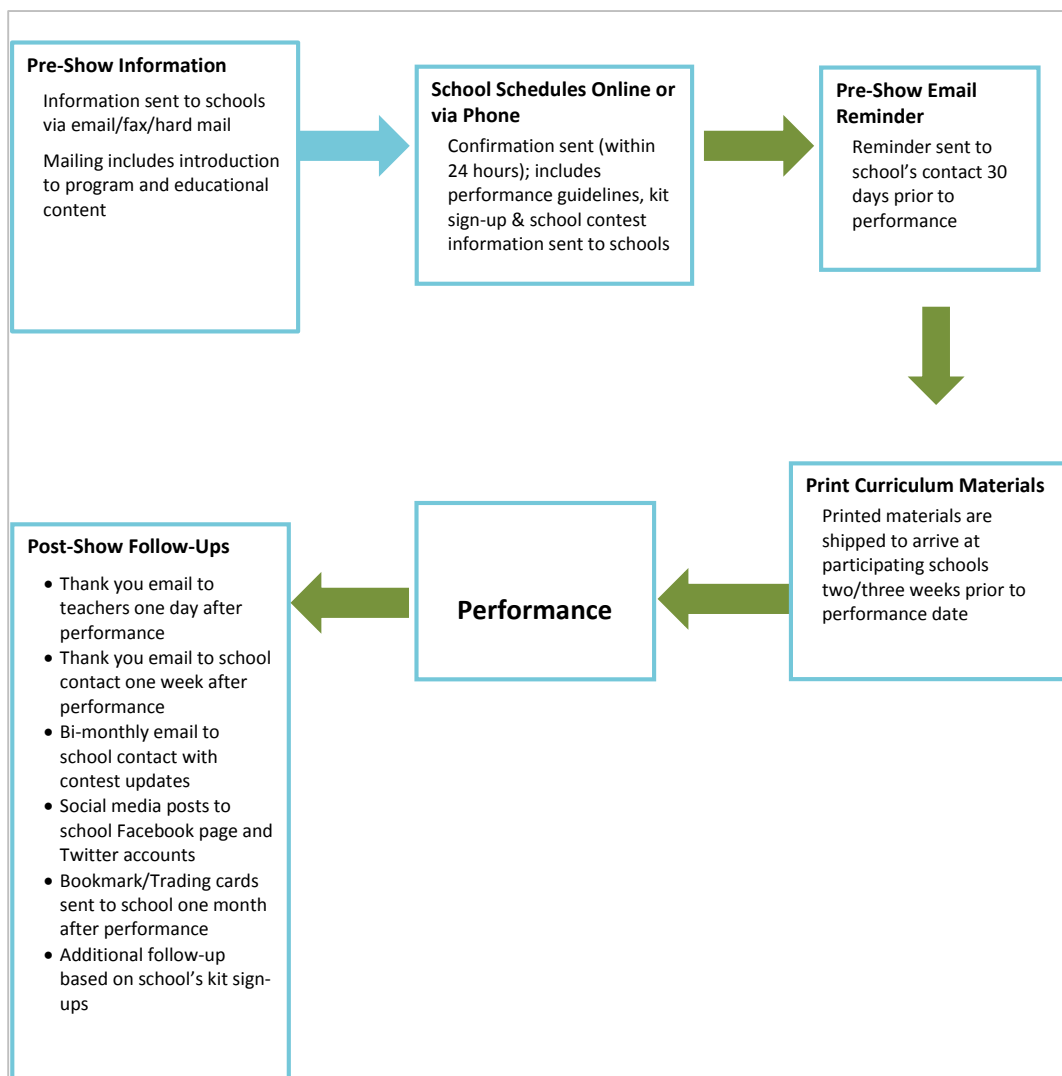 Pre-Show Information
Information sent to schools
via email/fax/hard mail
Mailing includes introduction
to program and educational
content
School Schedules Online or
via Phone
Confirmation sent (within
24 hours); includes
performance guidelines, kit
sign-up & school contest
information sent to schools
Pre-Show Email
Reminder
Reminder sent to
school’s contact 30
days prior to
performance
Print Curriculum Materials
Printed materials are
shipped to arrive at
participating schools
two/three weeks prior to
performance date
Performance
Post-Show Follow-Ups
• Thank you email to
teachers one day after
performance
• Thank you email to school
contact one week after
performance
• Bi-monthly email to
school contact with
contest updates
• Social media posts to
school Facebook page and
Twitter accounts
• Bookmark/Trading cards
sent to school one month
after performance
• Additional follow-up
based on school’s kit sign-
ups